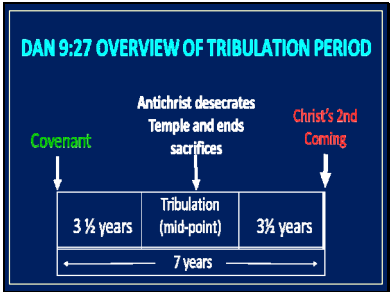 DAN 9:27 OVERVIEW OF TRIBULATION PERIOD
Antichrist desecrates
Temple and ends
sacrifices
Covenant
Christ's 2nd
Coming
3 ½ years
Tribulation
(mid-point)
3½ years
7 years